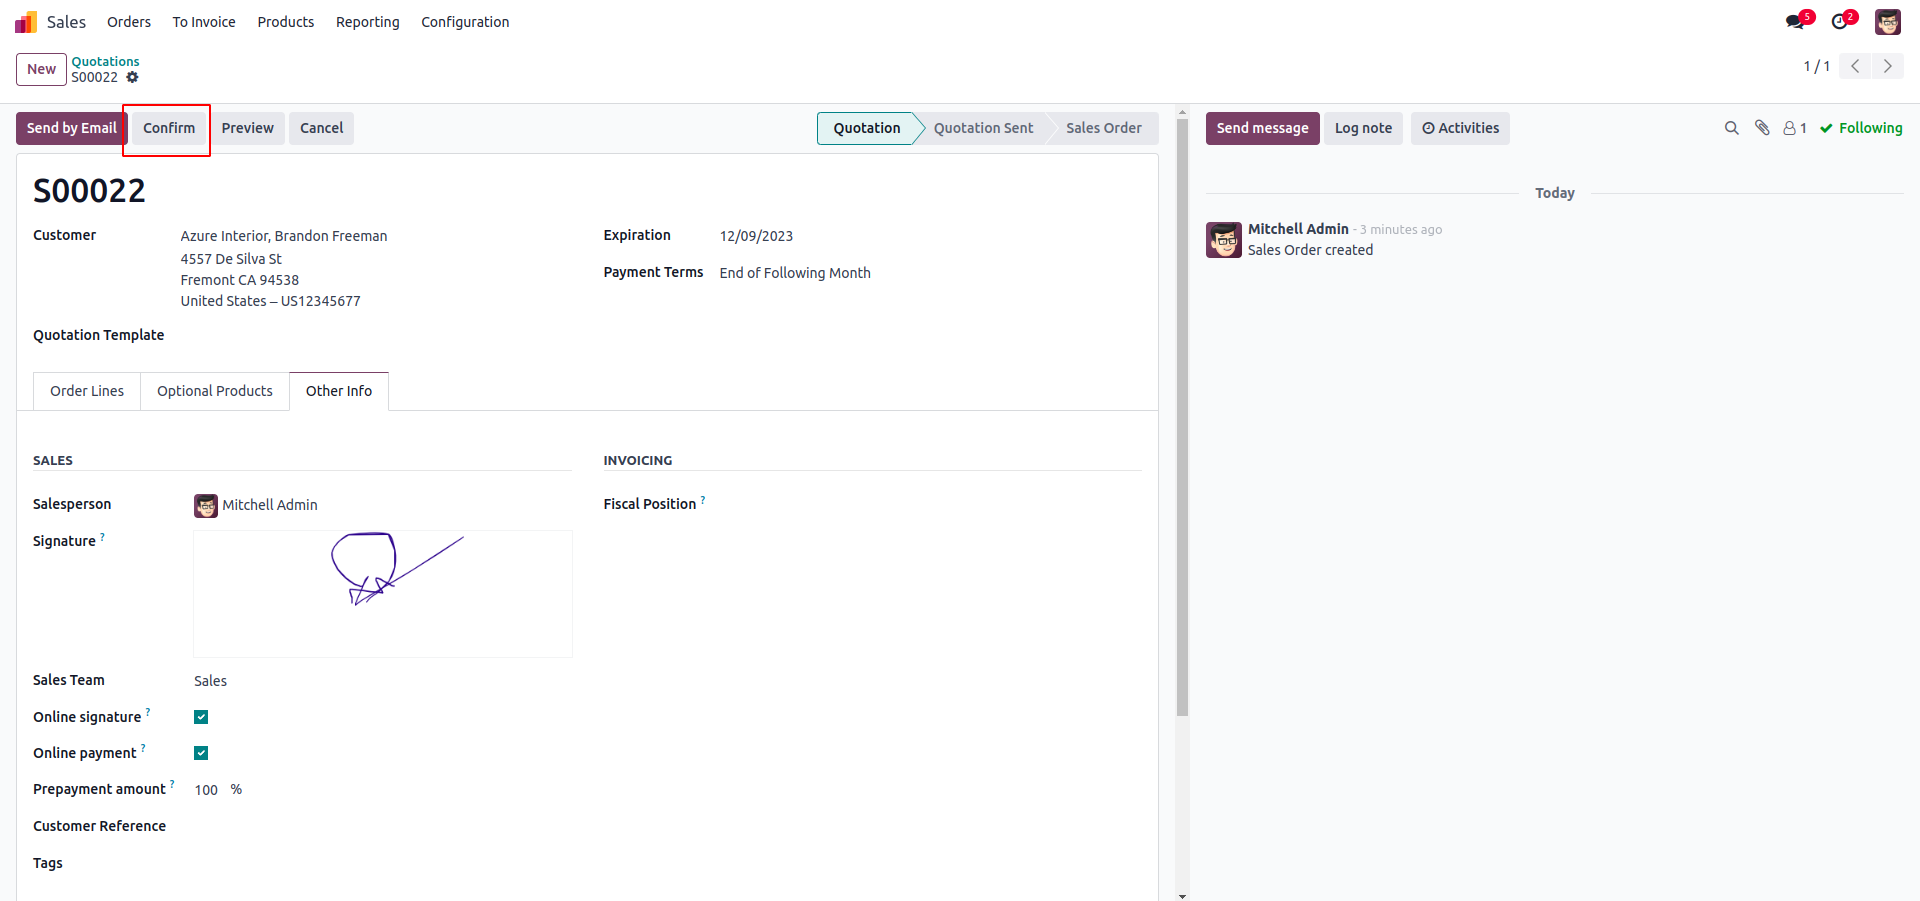 Sales Orders To Invoice Products Reporting Configuration 5 2
New Quotations 1 / 1
S00022
Send by Email Confirm Preview Cancel Quotation Quotation Sent Sales Order
S00022
Customer Azure Interior, Brandon Freeman
4557 De Silva St
Fremont CA 94538
United States – US12345677
Expiration 12/09/2023
Payment Terms End of Following Month
Quotation Template
Order Lines Optional Products Other Info
SALES
Salesperson Mitchell Admin
Signature ?
Sales Team Sales
Online signature ?
Online payment ?
Prepayment amount ? 100 %
Customer Reference
Tags
INVOICING
Fiscal Position ?
Send message Log note Activities 1 Following
Today
Mitchell Admin - 3 minutes ago
Sales Order created